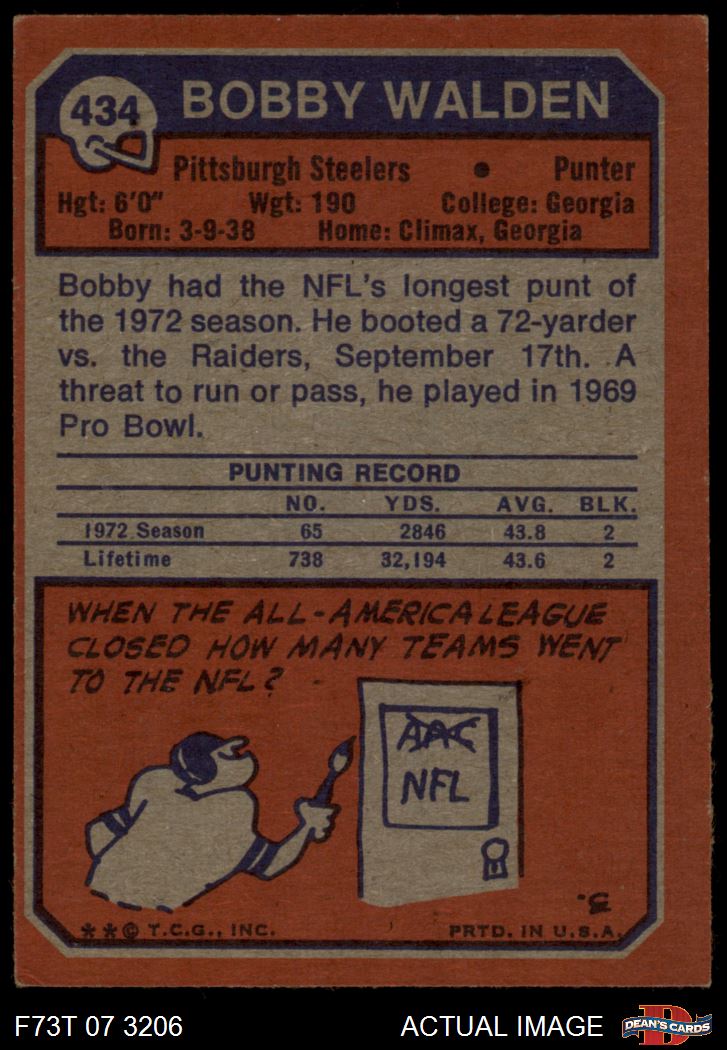 434 BOBBY WALDEN
Pittsburgh Steelers • Punter
Hgt: 6'0" Wgt: 190 College: Georgia
Born: 3-9-38 Home: Climax, Georgia
Bobby had the NFL's longest punt of
the 1972 season. He booted a 72-yarder
vs. the Raiders, September 17th. A
threat to run or pass, he played in 1969
Pro Bowl.
PUNTING RECORD
NO. YDS. AVG. BLK.
1972 Season 65 2846 43.8 2
Lifetime 738 32,194 43.6 2
WHEN THE ALL-AMERICA LEAGUE
CLOSED HOW MANY TEAMS WENT
TO THE NFL?
AAC
NFL
**© T.C.G., INC. PRTD. IN U.S.A.
F73T 07 3206 ACTUAL IMAGE D DEAN'S CARDS